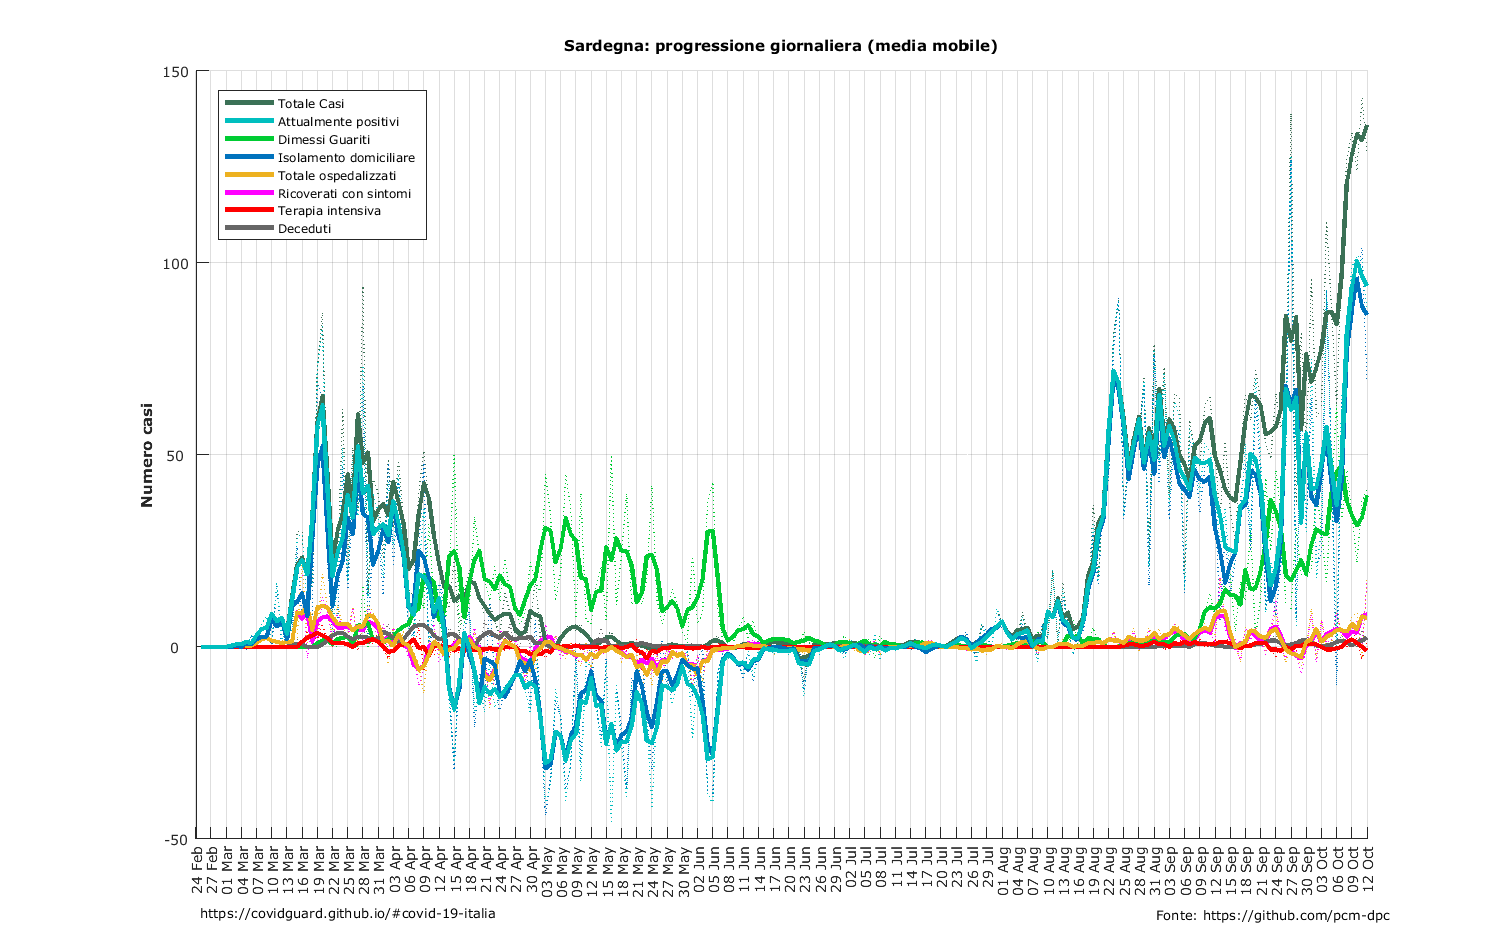 Sardegna: progressione giornaliera (media mobile)
150
100
50
0
-50
Numero casi
Totale Casi
Attualmente positivi
Dimessi Guariti
Isolamento domiciliare
Totale ospedalizzati
Ricoverati con sintomi
Terapia intensiva
Deceduti
24 Feb
27 Feb
01 Mar
04 Mar
07 Mar
10 Mar
13 Mar
16 Mar
19 Mar
22 Mar
25 Mar
28 Mar
31 Mar
03 Apr
06 Apr
09 Apr
12 Apr
15 Apr
18 Apr
21 Apr
24 Apr
27 Apr
30 Apr
03 May
06 May
09 May
12 May
15 May
18 May
21 May
24 May
27 May
30 May
02 Jun
05 Jun
08 Jun
11 Jun
14 Jun
17 Jun
20 Jun
23 Jun
26 Jun
29 Jun
02 Jul
05 Jul
08 Jul
11 Jul
14 Jul
17 Jul
20 Jul
23 Jul
26 Jul
29 Jul
01 Aug
04 Aug
07 Aug
10 Aug
13 Aug
16 Aug
19 Aug
22 Aug
25 Aug
28 Aug
31 Aug
03 Sep
06 Sep
09 Sep
12 Sep
15 Sep
18 Sep
21 Sep
24 Sep
27 Sep
30 Sep
03 Oct
06 Oct
09 Oct
12 Oct
https://covidguard.github.io/#covid-19-italia
Fonte: https://github.com/pcm-dpc